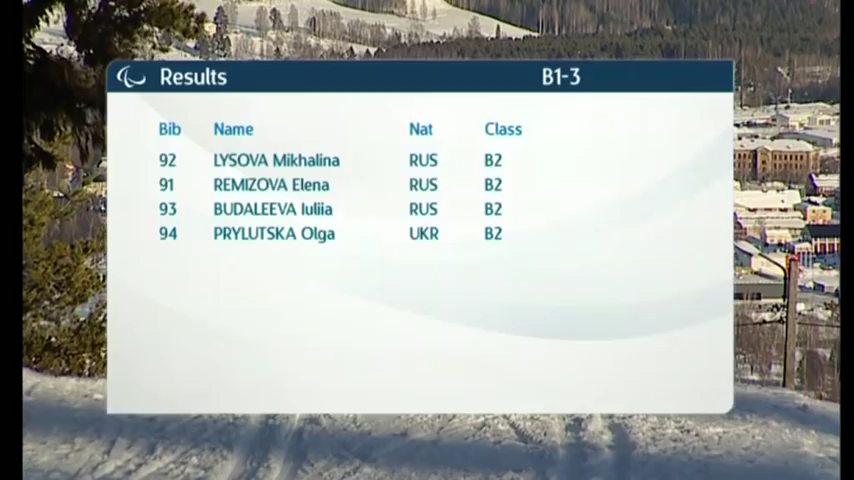 Results B1-3
Bib Name Nat Class
92 LYSOVA Mikhalina RUS B2
91 REMIZOVA Elena RUS B2
93 BUDALEEVA Iuliia RUS B2
94 PRYLUTSKA Olga UKR B2